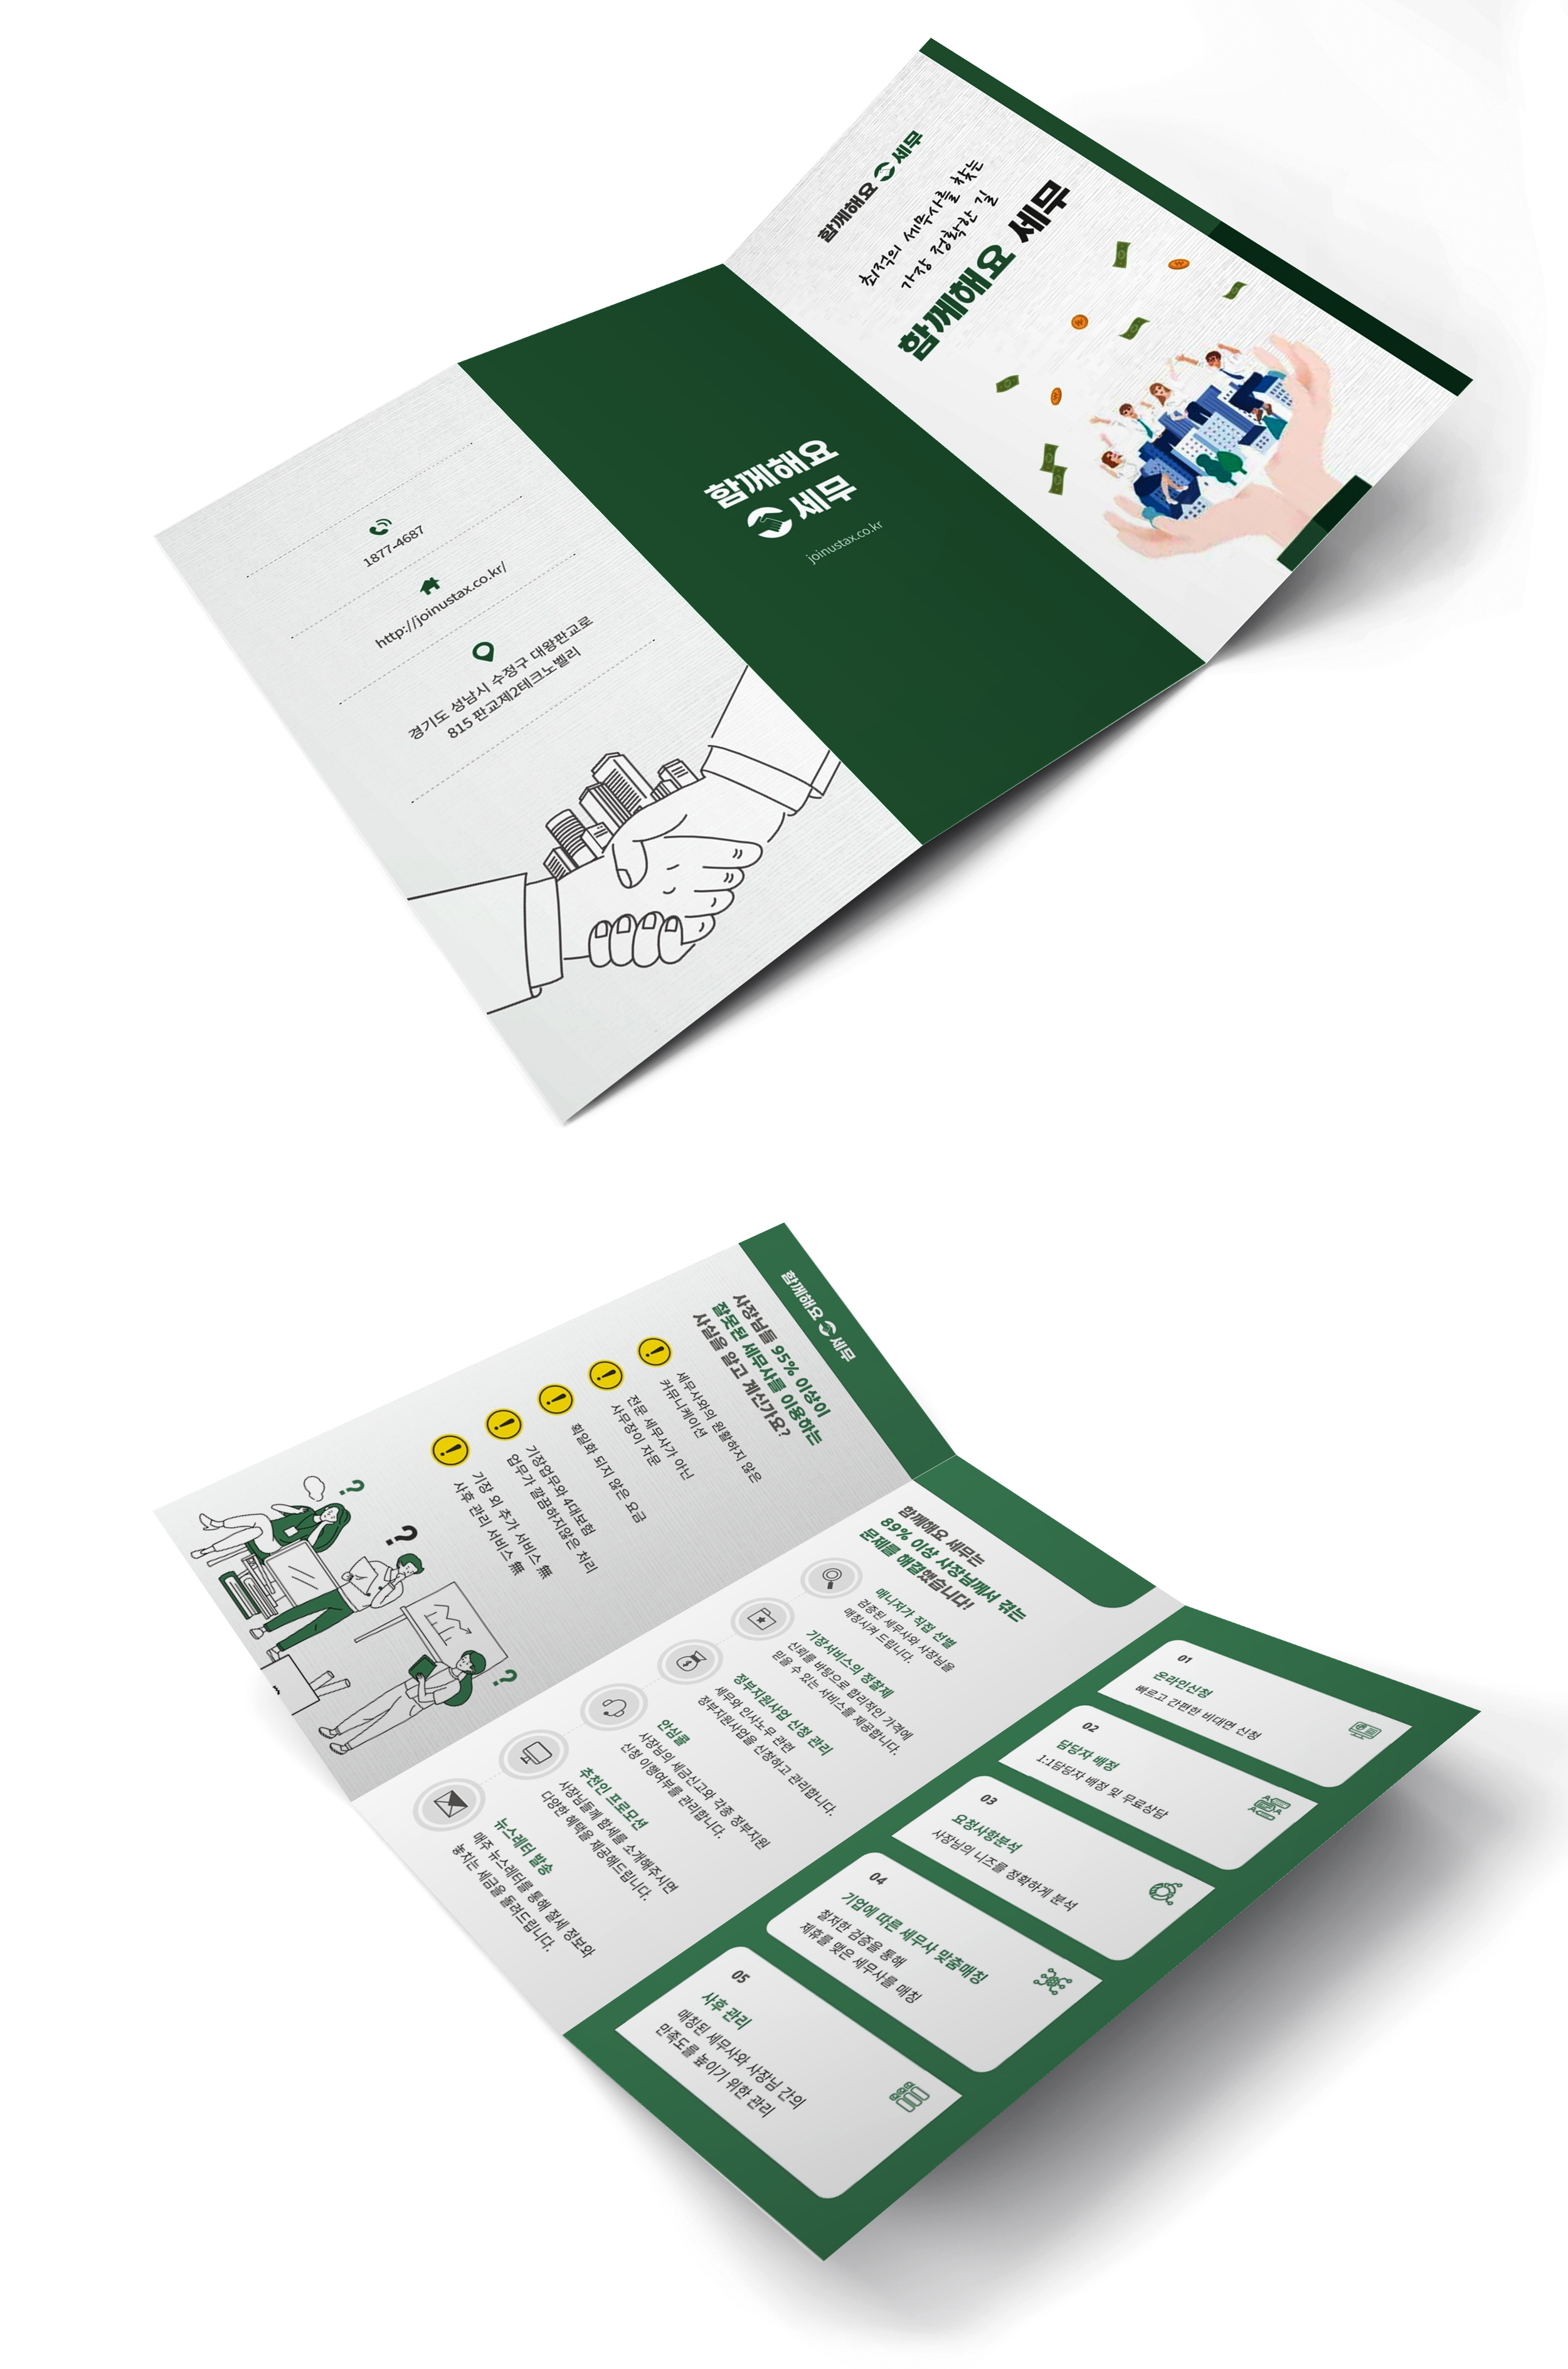 함께해요 세무
최적의 세무사를 찾는
가장 정확한 길
함께해요 세무
함께해요
세무
joinustax.co.kr
1877-4687
http://joinustax.co.kr/
경기도 성남시 수정구 대왕판교로
815 판교제2테크노벨리
함께해요 세무
사장님들 95% 이상이
잘못된 세무사를 이용하는
사실을 알고 계신가요?
세무사와의 원활하지 않은
커뮤니케이션
전문 세무사가 아닌
사무장이 자문
획일화 되지 않은 요금
기장업무와 4대보험
업무가 깔끔하지않은 처리
기장 외 추가 서비스 無
사후 관리 서비스 無
?
?
?
함께해요 세무는
89% 이상 사장님께서 겪는
문제를 해결했습니다!
매니저가 직접 선별
검증된 세무사와 사장님을
매칭시켜 드립니다.
기장서비스의 정찰제
신뢰를 바탕으로 합리적인 가격에
믿을 수 있는 서비스를 제공합니다.
정부지원사업 신청 관리
세무와 인사노무 관련
정부지원사업을 신청하고 관리합니다.
안심콜
사장님의 세금신고와 각종 정부지원
신청 이행여부를 관리합니다.
추천인 프로모션
사장님들께 함세를 소개해주시면
다양한 혜택을 제공해드립니다.
뉴스레터 발송
매주 뉴스레터를 통해 절세 정보와
놓치는 세금을 돌려드립니다.
01
온라인신청
빠르고 간편한 비대면 신청
02
담당자 배정
1:1담당자 배정 및 무료상담
03
요청사항분석
사장님의 니즈를 정확하게 분석
04
기업에 따른 세무사 맞춤매칭
철저한 검증을 통해
제휴를 맺은 세무사를 매칭
05
사후 관리
매칭된 세무사와 사장님 간의
만족도를 높이기 위한 관리